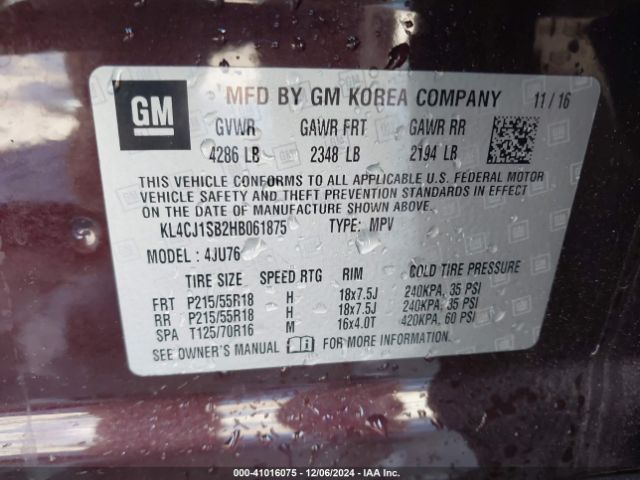 GM MFD BY GM KOREA COMPANY 11/16
GVWR GAWR FRT GAWR RR
4286 LB 2348 LB 2194 LB
THIS VEHICLE CONFORMS TO ALL APPLICABLE U.S. FEDERAL MOTOR
VEHICLE SAFETY AND THEFT PREVENTION STANDARDS IN EFFECT
ON THE DATE OF MANUFACTURE SHOWN ABOVE.
KL4CJ1SB2HB061875 TYPE: MPV
MODEL: 4JU76
TIRE SIZE SPEED RTG RIM COLD TIRE PRESSURE
FRT P215/55R18 H 18x7.5J 240KPA, 35 PSI
RR P215/55R18 H 18x7.5J 240KPA, 35 PSI
SPA T125/70R16 M 16x4.0T 420KPA, 60 PSI
SEE OWNER'S MANUAL FOR MORE INFORMATION.
000-41016075 • 12/06/2024 • IAA Inc.